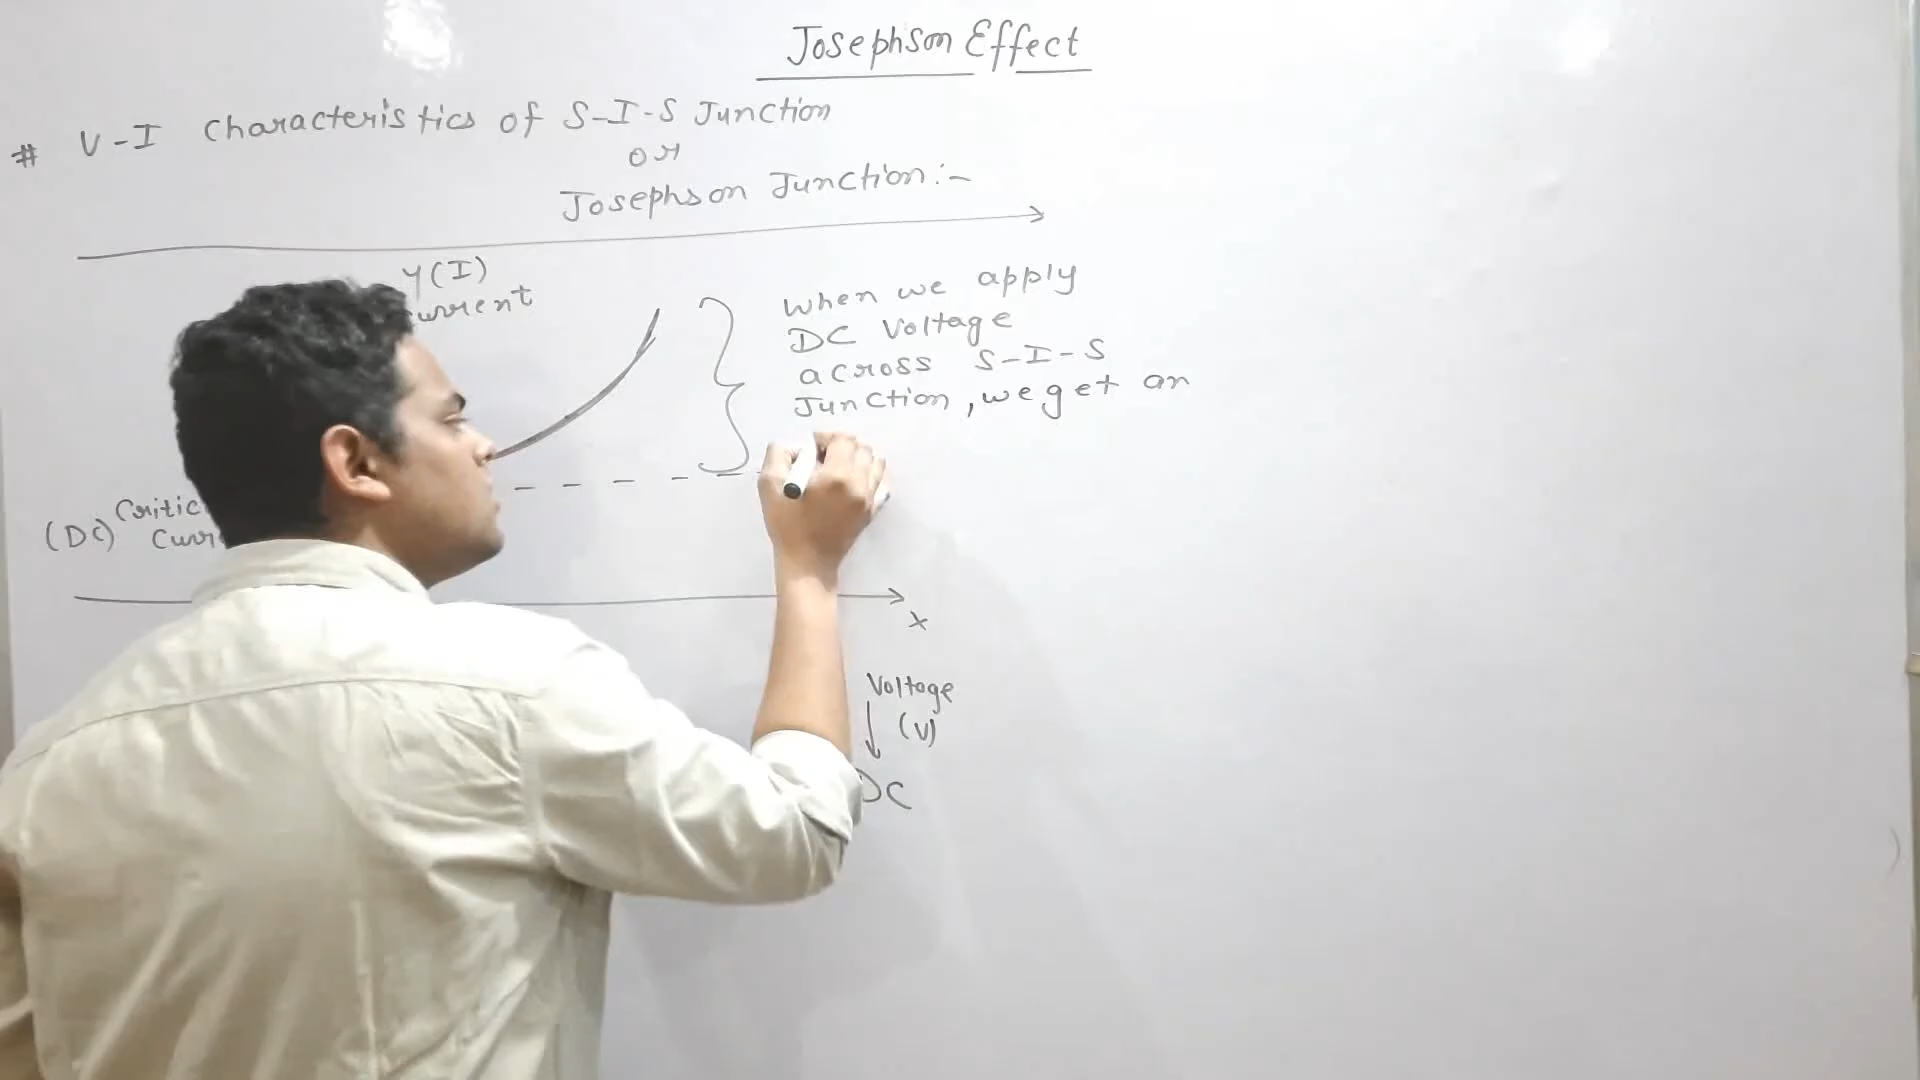 Josephson Effect
# V-I Characteristics of S-I-S Junction
or
Josephson Junction:-
Y(I)
When we apply
DC Voltage
across S-I-S
Junction, we get an
(DC)
X
Voltage
(V)
DC